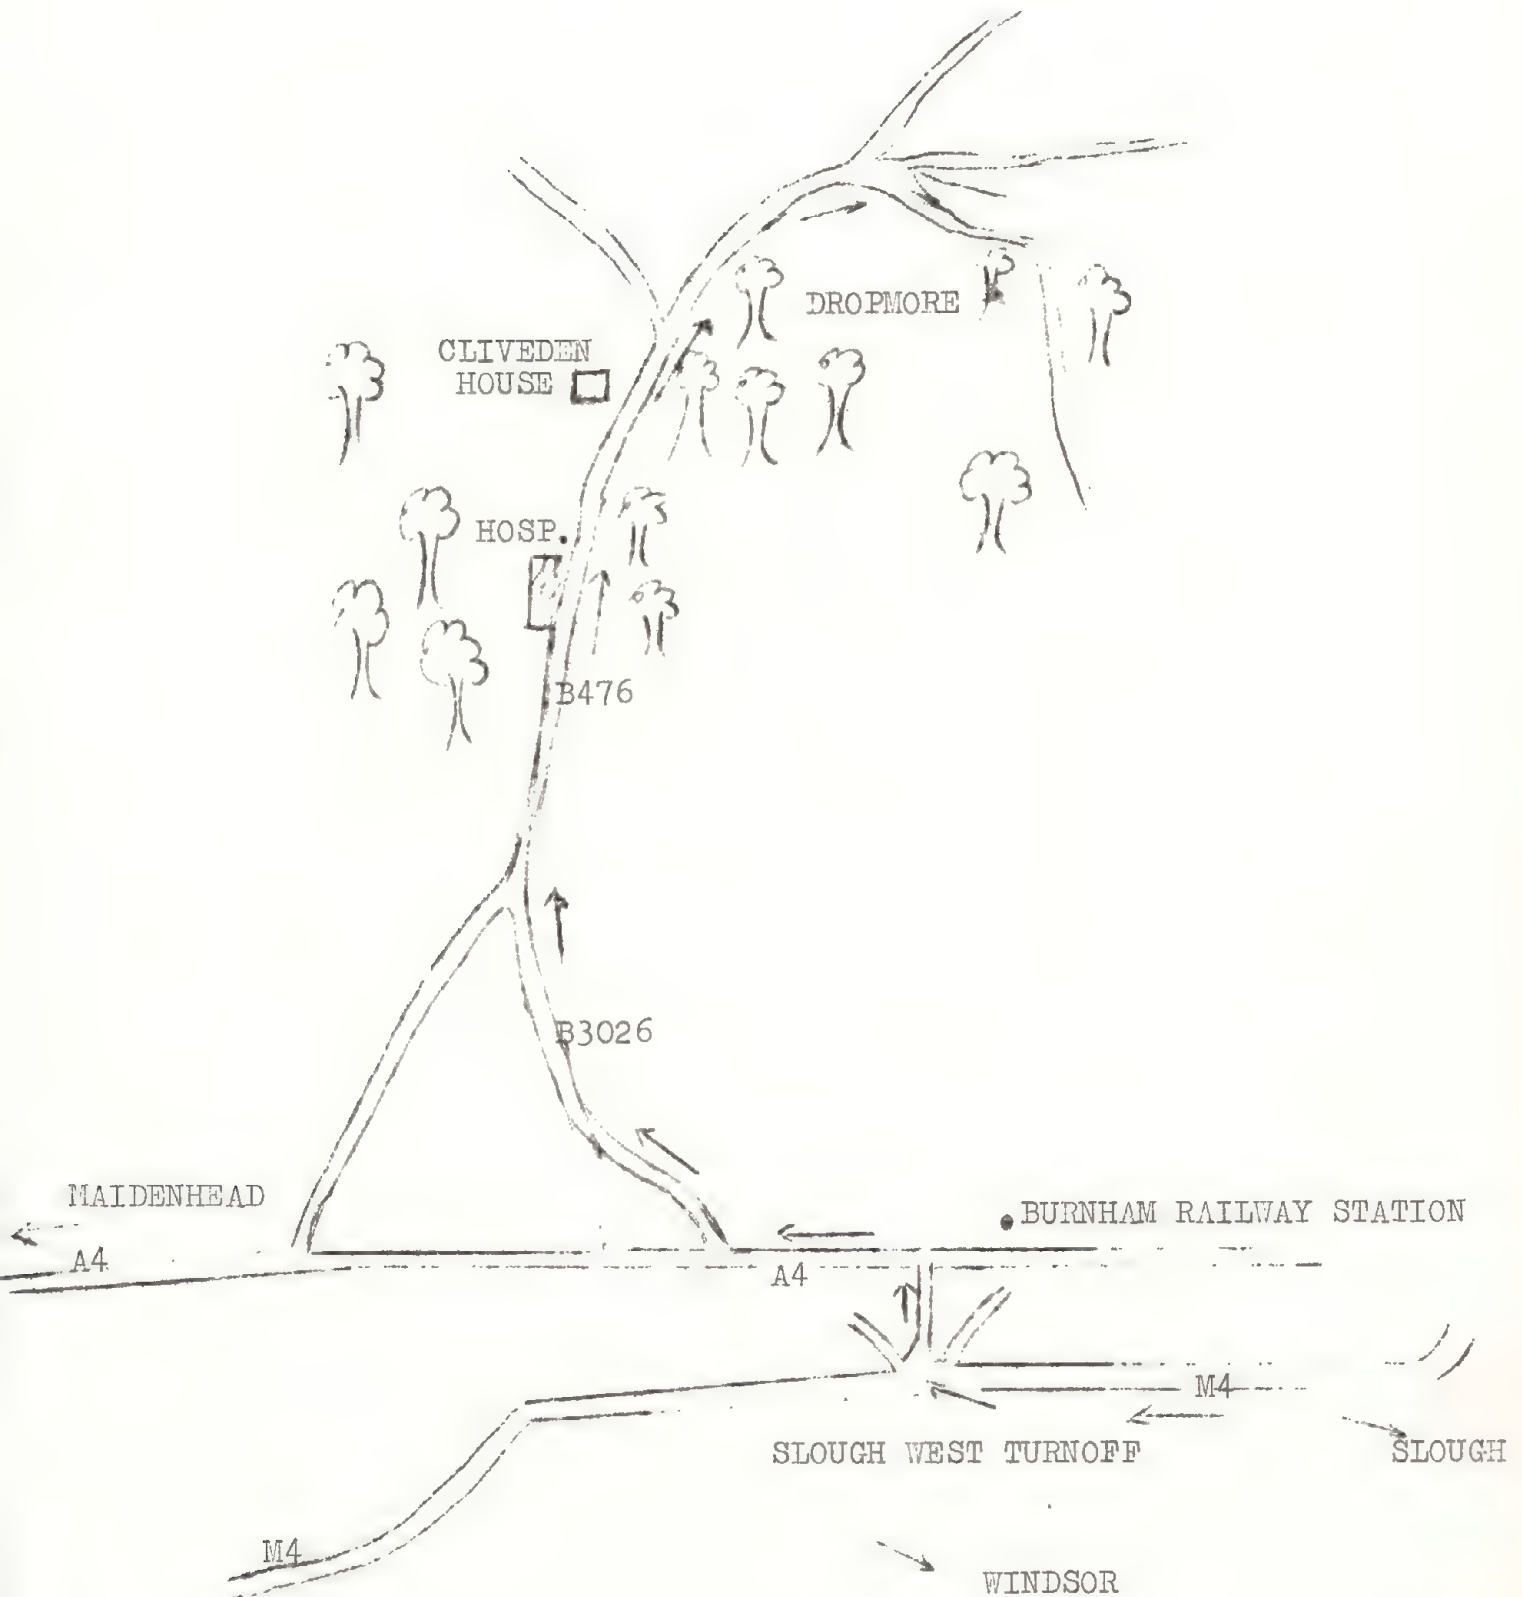 DROPMORE
CLIVEDEN
HOUSE
HOSP.
B476
B3026
MAIDENHEAD
BURNHAM RAILWAY STATION
A4
A4
M4
SLOUGH WEST TURNOFF
SLOUGH
M4
WINDSOR